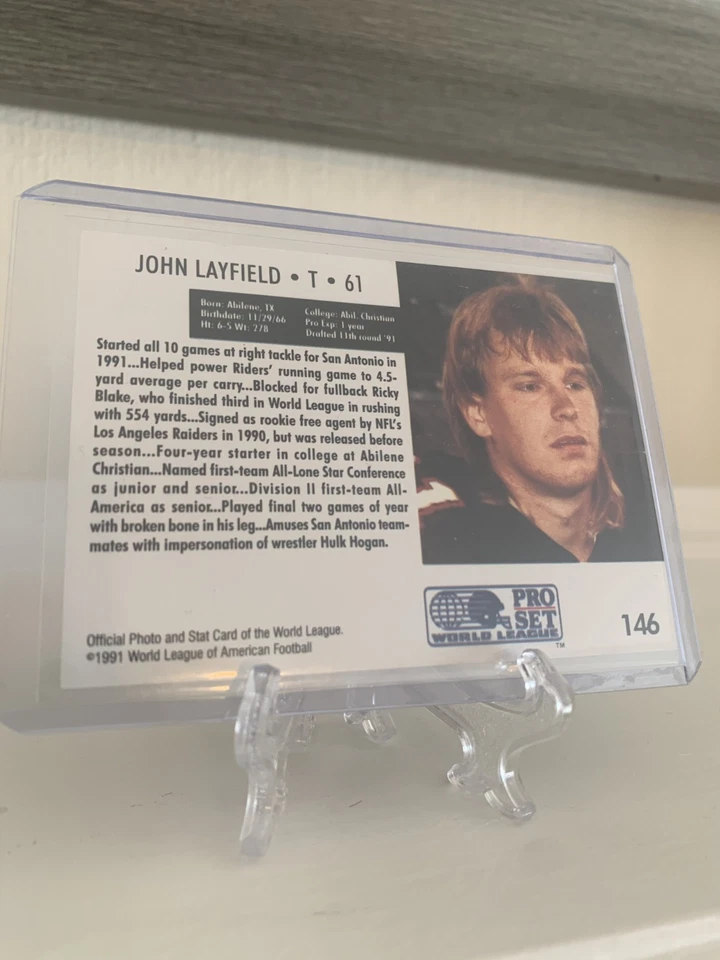 JOHN LAYFIELD • T • 61
Born: Abilene, TX
Birthdate: 11/29/66
Ht: 6-5 Wt: 278
College: Abil. Christian
Pro Exp: 1 year
Drafted 11th round '91
Started all 10 games at right tackle for San Antonio in
1991...Helped power Riders' running game to 4.5-
yard average per carry...Blocked for fullback Ricky
Blake, who finished third in World League in rushing
with 554 yards...Signed as rookie free agent by NFL's
Los Angeles Raiders in 1990, but was released before
season...Four-year starter in college at Abilene
Christian...Named first-team All-Lone Star Conference
as junior and senior...Division II first-team All-
America as senior...Played final two games of year
with broken bone in his leg...Amuses San Antonio team-
mates with impersonation of wrestler Hulk Hogan.
Official Photo and Stat Card of the World League.
©1991 World League of American Football
PRO
SET
WORLD LEAGUE
TM
146